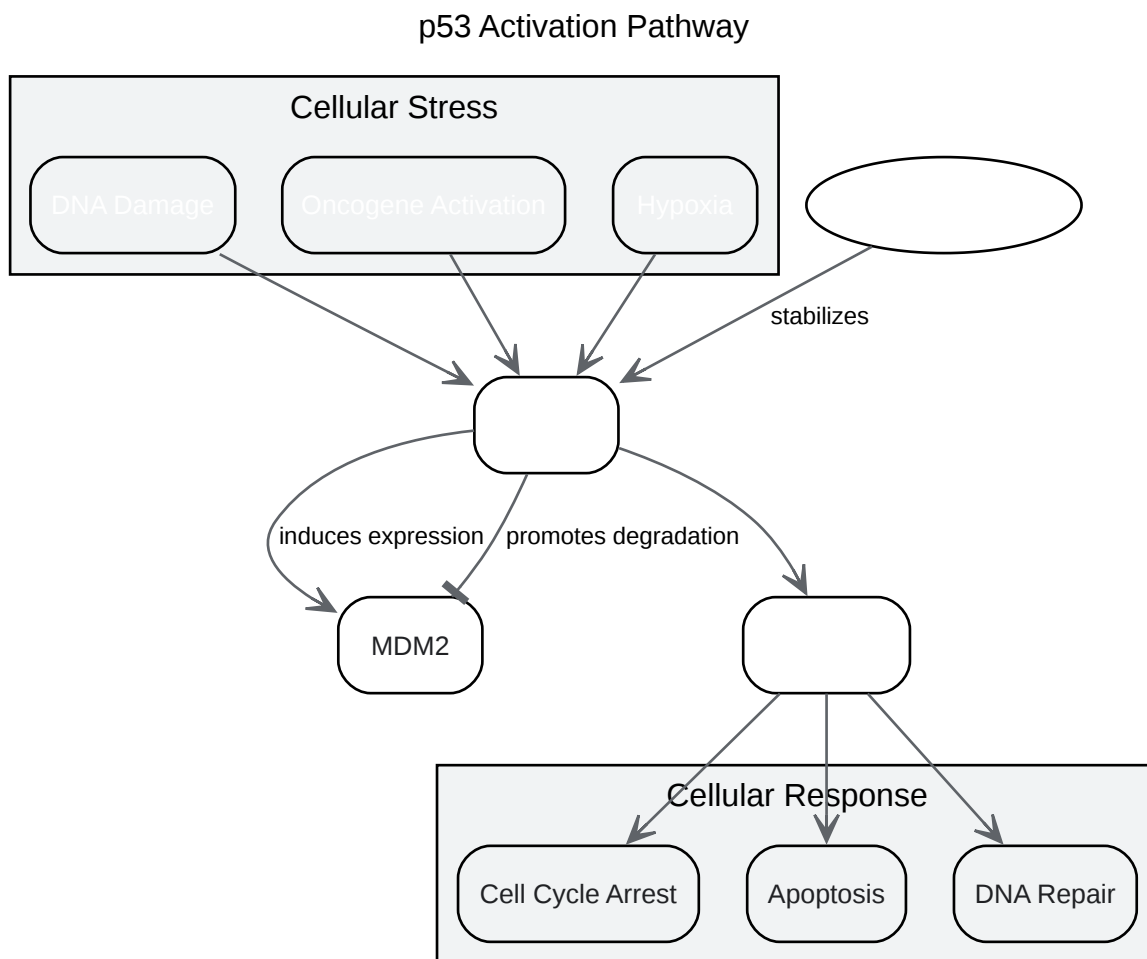 p53 Activation Pathway
Cellular Stress
DNA Damage
Oncogene Activation
Hypoxia
stabilizes
induces expression
promotes degradation
MDM2
Cellular Response
Cell Cycle Arrest
Apoptosis
DNA Repair